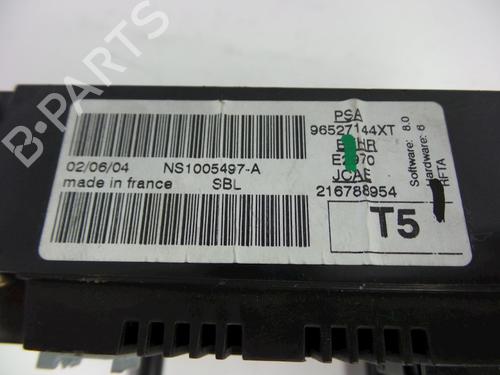 B-PARTS
02/06/04 NS1005497-A
made in france SBL
PSA
96527144XT
JCAE
216788954
T5
Software: 8.0
Hardware: 6
RFTA